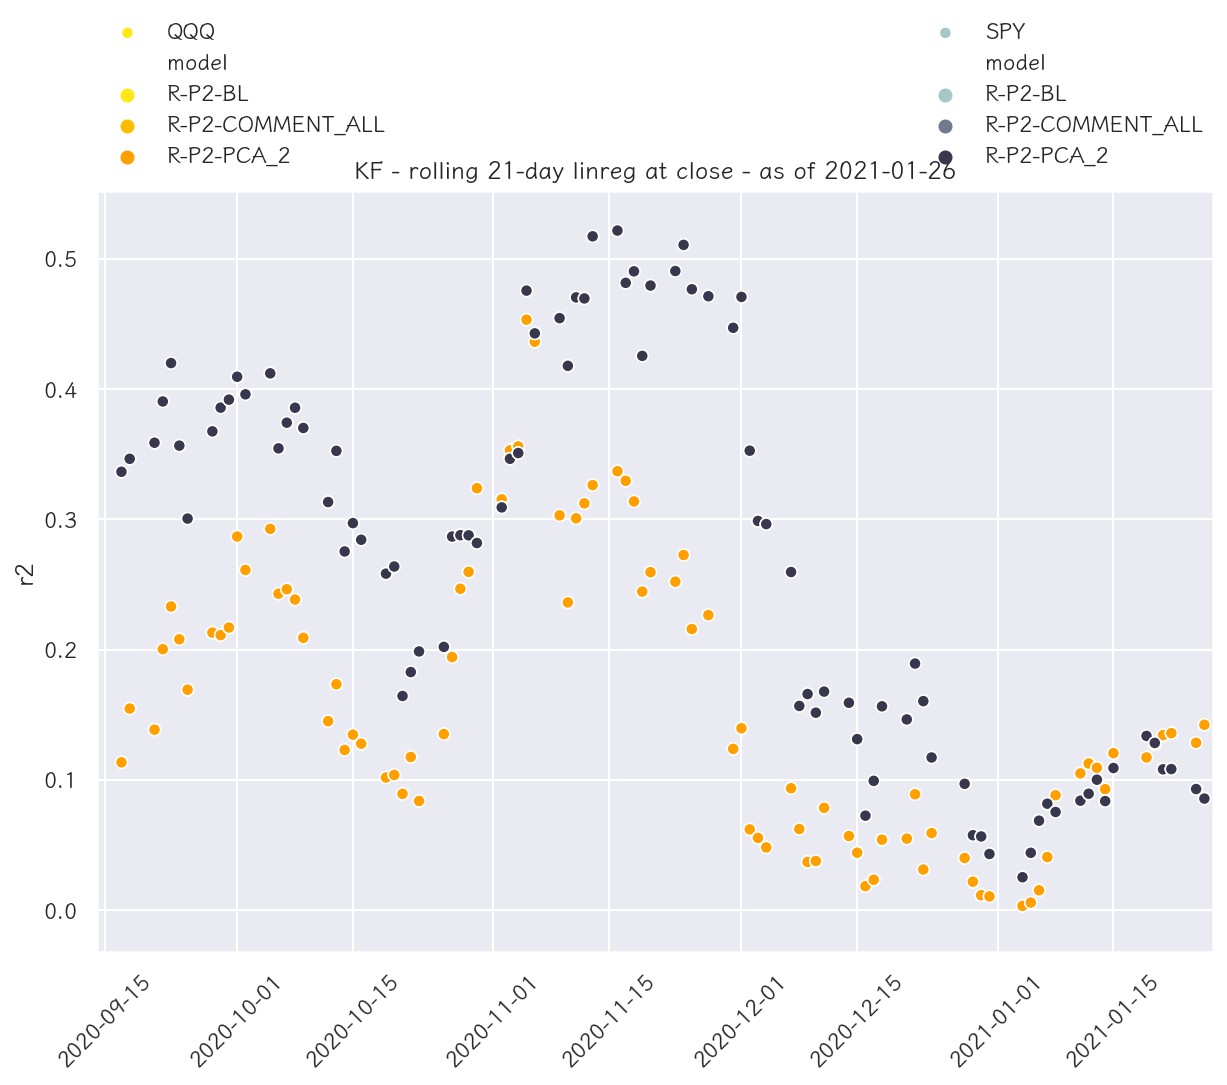 QQQ
model
R-P2-BL
R-P2-COMMENT_ALL
R-P2-PCA_2
SPY
model
R-P2-BL
R-P2-COMMENT_ALL
R-P2-PCA_2
KF - rolling 21-day linreg at close - as of 2021-01-26
r2
0.5
0.4
0.3
0.2
0.1
0.0
2020-09-15
2020-10-01
2020-10-15
2020-11-01
2020-11-15
2020-12-01
2020-12-15
2021-01-01
2021-01-15